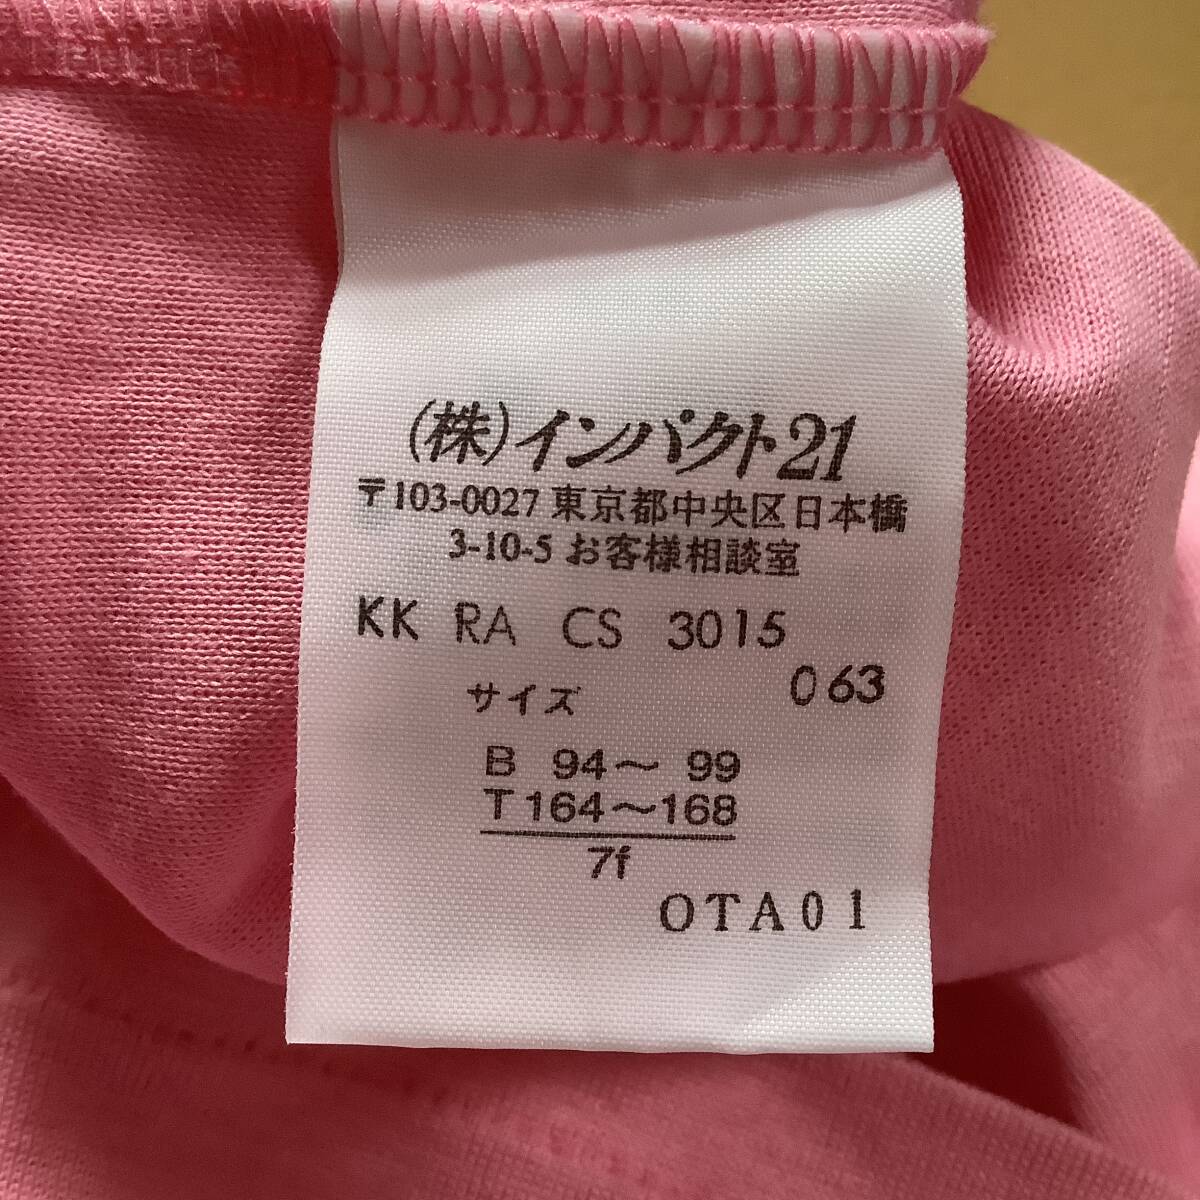 (株)インパクト21
〒103-0027 東京都中央区日本橋
3-10-5 お客様相談室
KK RA CS 3015
063
サイズ
B 94～ 99
T164～168
7f
OTA01